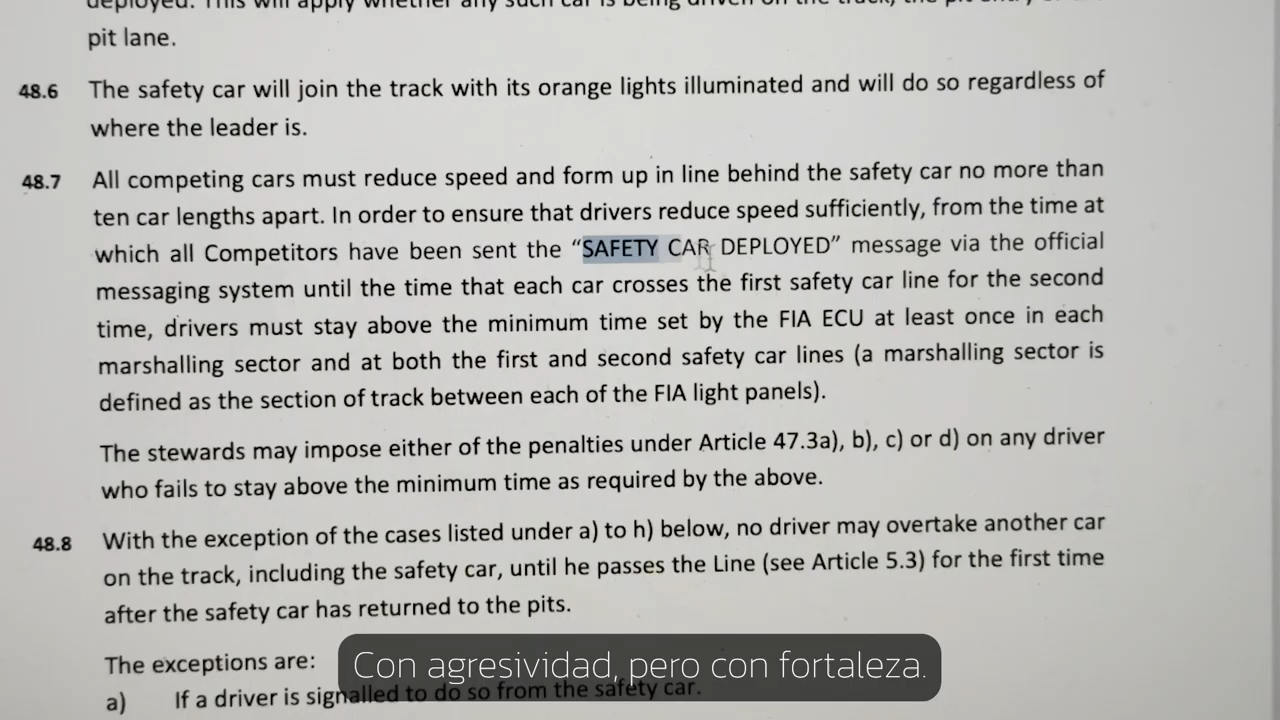 pit lane.
48.6 The safety car will join the track with its orange lights illuminated and will do so regardless of
where the leader is.
48.7 All competing cars must reduce speed and form up in line behind the safety car no more than
ten car lengths apart. In order to ensure that drivers reduce speed sufficiently, from the time at
which all Competitors have been sent the “SAFETY CAR DEPLOYED” message via the official
messaging system until the time that each car crosses the first safety car line for the second
time, drivers must stay above the minimum time set by the FIA ECU at least once in each
marshalling sector and at both the first and second safety car lines (a marshalling sector is
defined as the section of track between each of the FIA light panels).
The stewards may impose either of the penalties under Article 47.3a), b), c) or d) on any driver
who fails to stay above the minimum time as required by the above.
48.8 With the exception of the cases listed under a) to h) below, no driver may overtake another car
on the track, including the safety car, until he passes the Line (see Article 5.3) for the first time
after the safety car has returned to the pits.
The exceptions are:
Con agresividad, pero con fortaleza.
a) If a driver is signalled to do so from the safety car.